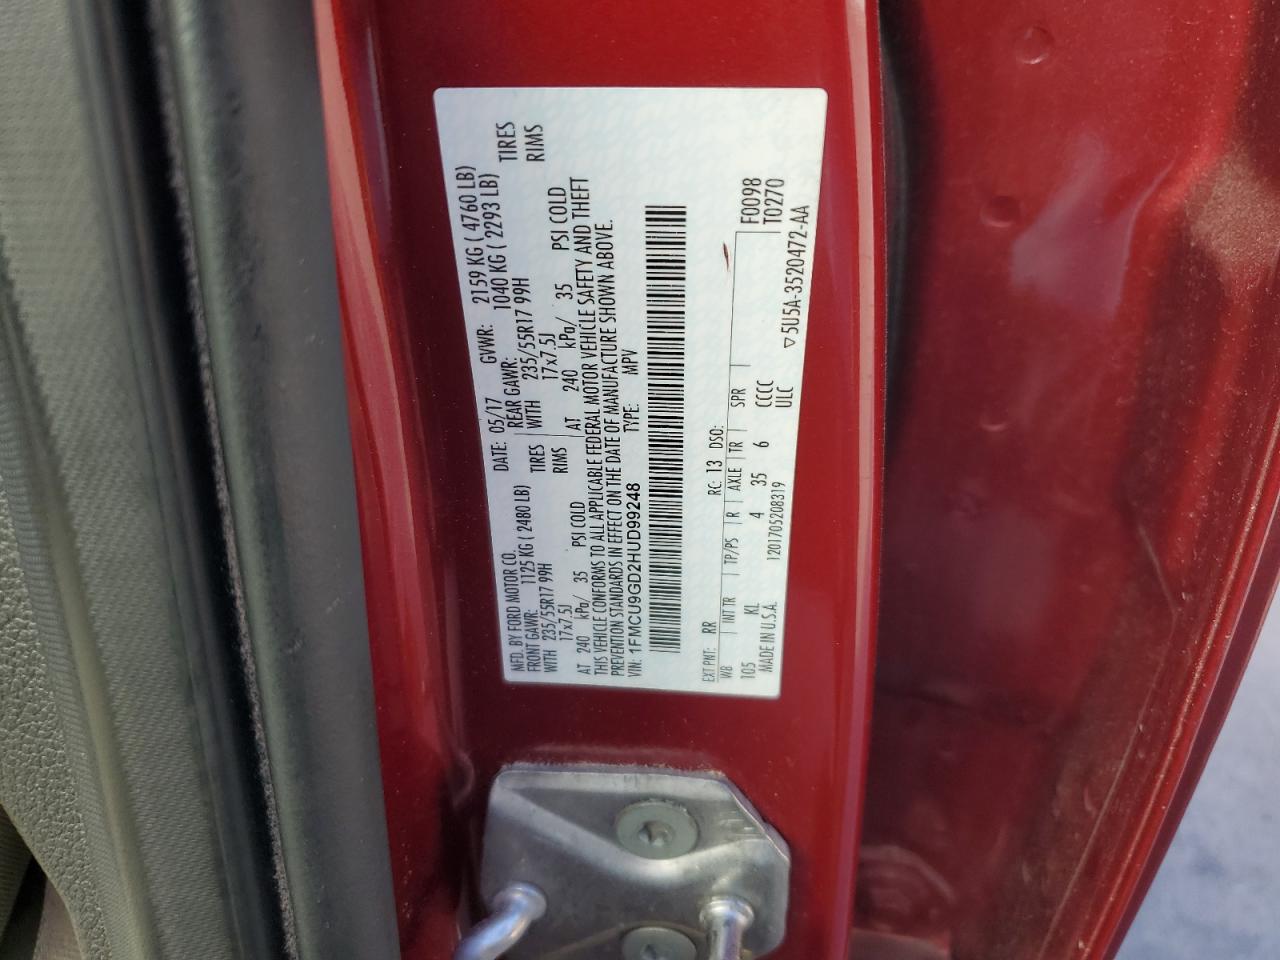 MFD. BY FORD MOTOR CO. DATE: 05/17 GVWR: 2159 KG ( 4760 LB)
FRONT GAWR: 1125 KG ( 2480 LB) REAR GAWR: 1040 KG ( 2293 LB)
WITH 235/55R17 99H TIRES WITH 235/55R17 99H TIRES
17x7.5J RIMS 17x7.5J RIMS
AT 240 kPa/ 35 PSI COLD AT 240 kPa/ 35 PSI COLD
THIS VEHICLE CONFORMS TO ALL APPLICABLE FEDERAL MOTOR VEHICLE SAFETY AND THEFT
PREVENTION STANDARDS IN EFFECT ON THE DATE OF MANUFACTURE SHOWN ABOVE.
VIN: 1FMCU9GD2HUD99248 TYPE: MPV
EXT PNT: RR RC: 13 DSO: F0098
WB INT TR TP/PS R AXLE TR SPR T0270
105 KL 4 35 6 CCCC
MADE IN U.S.A. 1201705208319 ULC
▽5U5A-3520472-AA